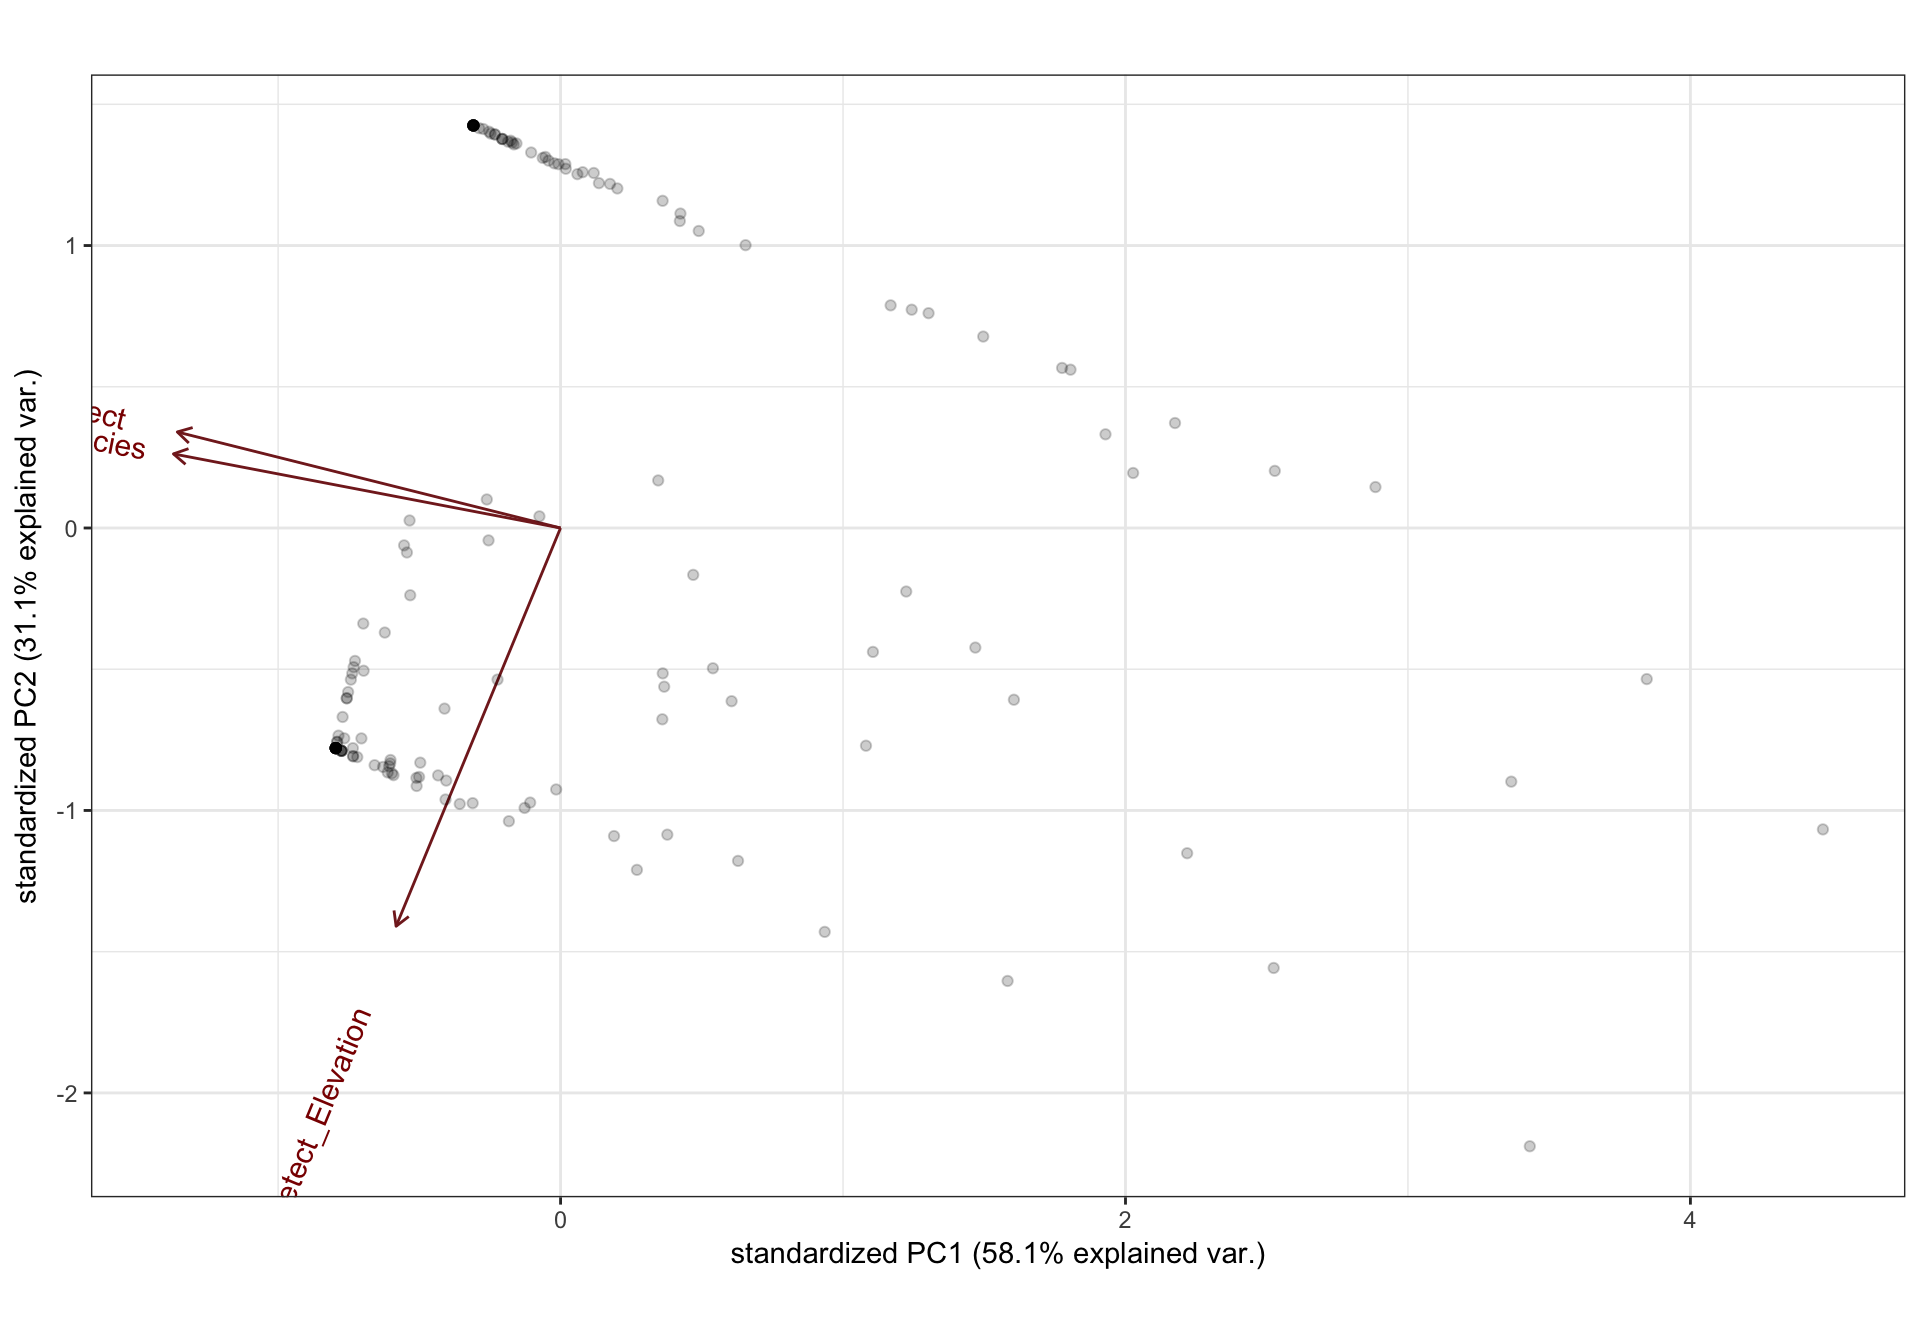 standardized PC2 (31.1% explained var.)
1
0
-1
-2
ect
cies
etect_Elevation
0
2
4
standardized PC1 (58.1% explained var.)